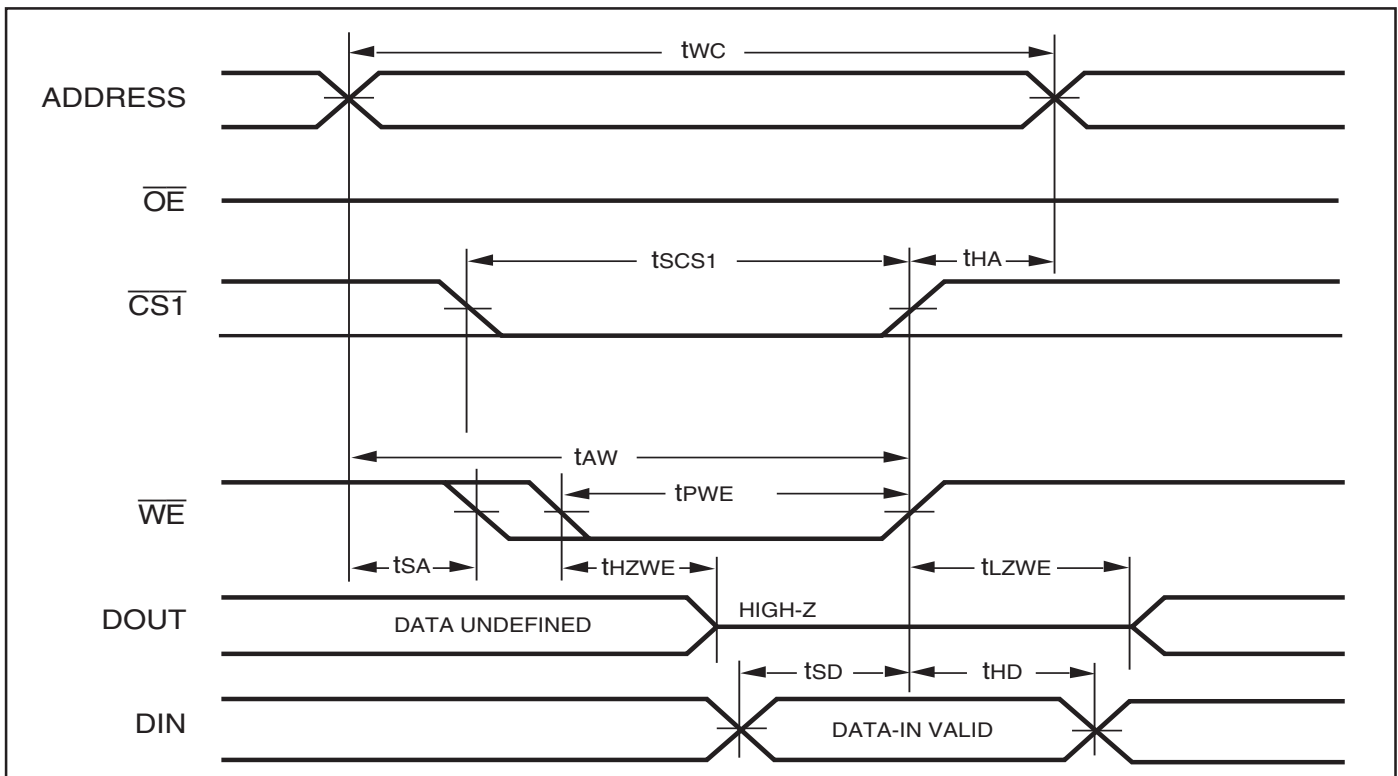 tWC
ADDRESS
OE
tSCS1
tHA
CS1
tAW
tPWE
WE
tSA
tHZWE
tLZWE
DOUT
DATA UNDEFINED
HIGH-Z
tSD
tHD
DIN
DATA-IN VALID